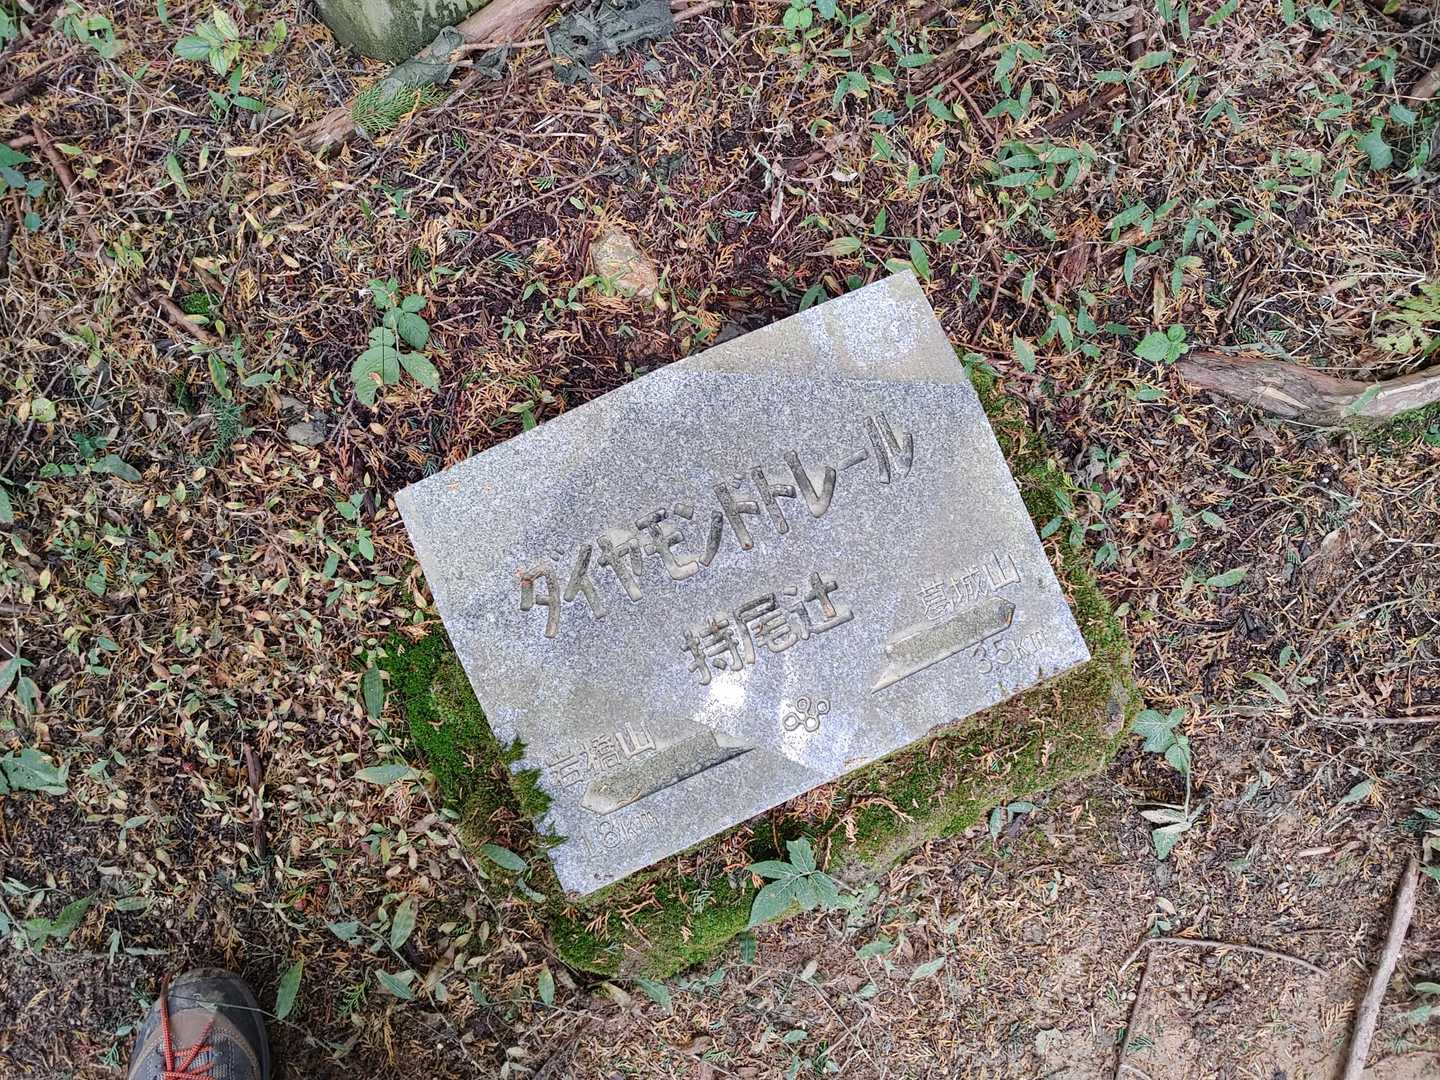 ダイヤモンドトレール
持尾辻
葛城山
3.5km
岩橋山
1.8km